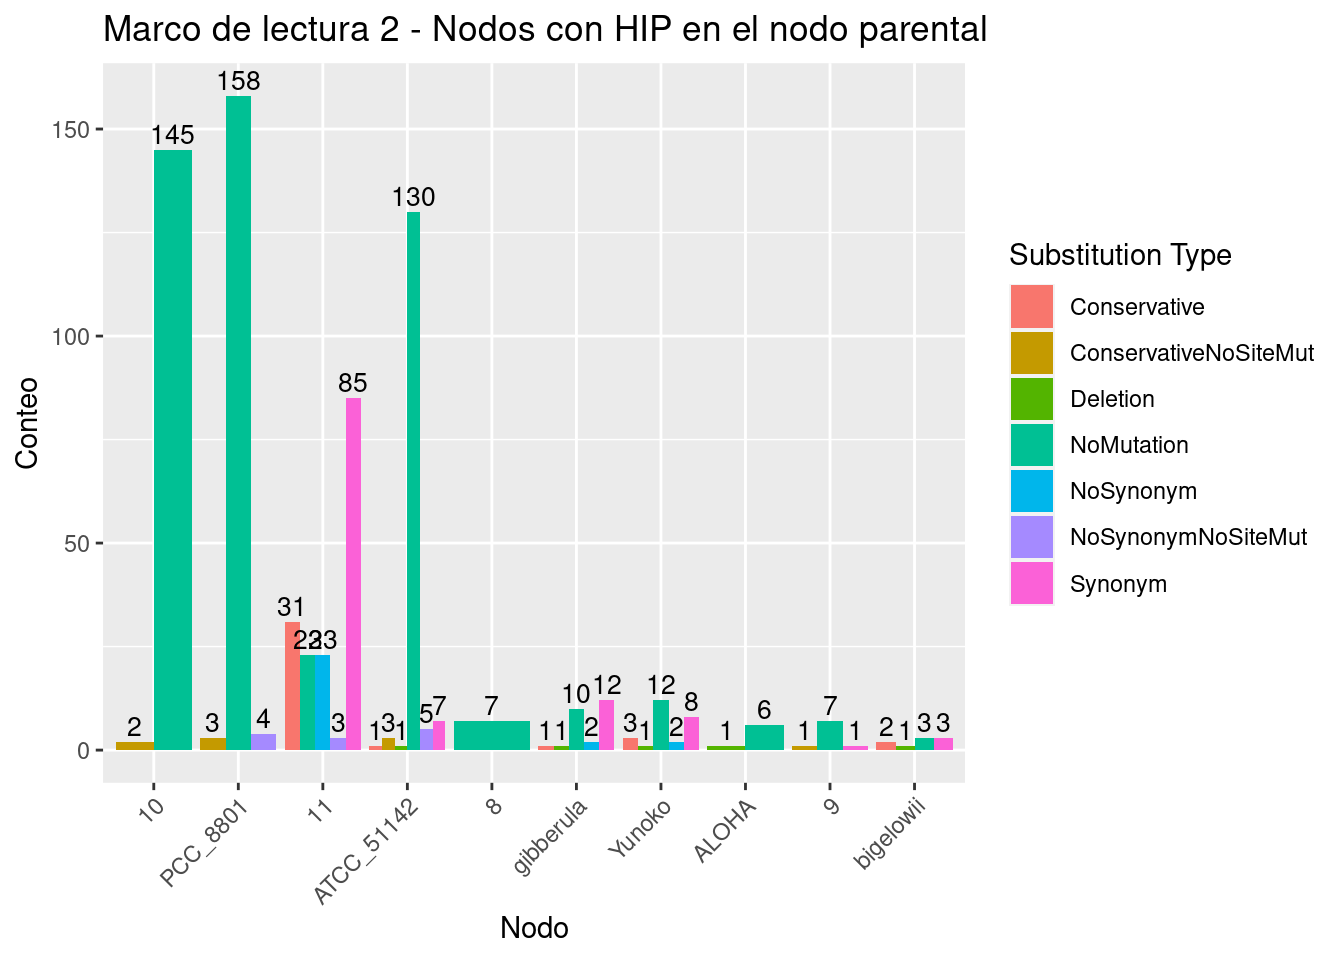 Marco de lectura 2 - Nodos con HIP en el nodo parental
Conteo
150
100
50
0
145
158
130
85
31
23
23
2
3
4
3
1
3
1
5
7
7
1
1
10
2
12
3
1
12
2
8
1
6
1
7
1
2
1
3
3
10
PCC_8801
11
ATCC_51142
8
gibberula
Yunoko
ALOHA
9
bigelowii
Nodo
Substitution Type
Conservative
ConservativeNoSiteMut
Deletion
NoMutation
NoSynonym
NoSynonymNoSiteMut
Synonym